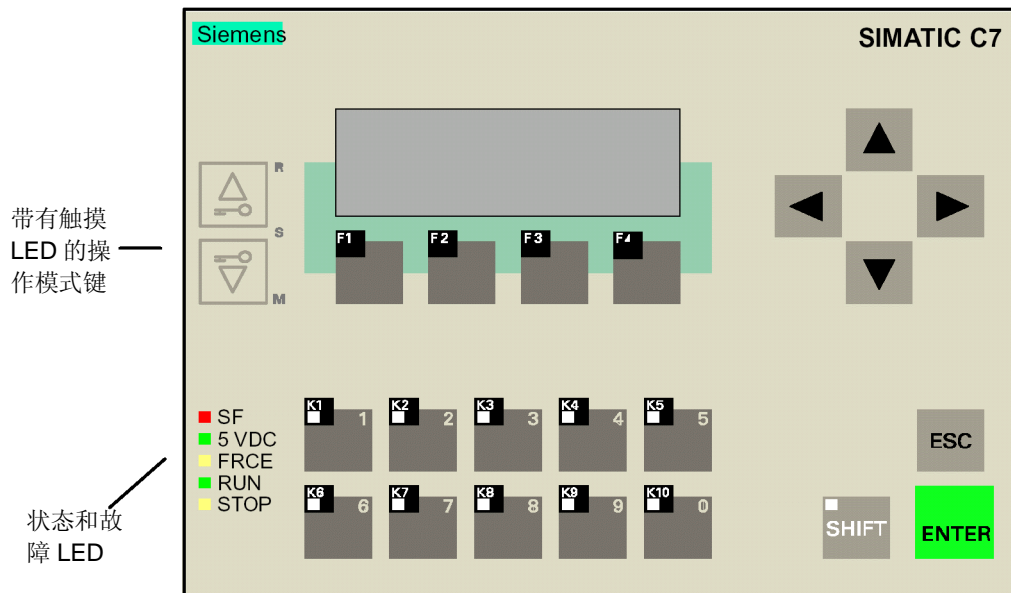 Siemens
SIMATIC C7
R
S
M
带有触摸
LED 的操
作模式键
F1
F2
F3
F4
SF
5 VDC
FRCE
RUN
STOP
K1 1
K2 2
K3 3
K4 4
K5 5
K6 6
K7 7
K8 8
K9 9
K10 0
ESC
SHIFT
ENTER
状态和故
障 LED